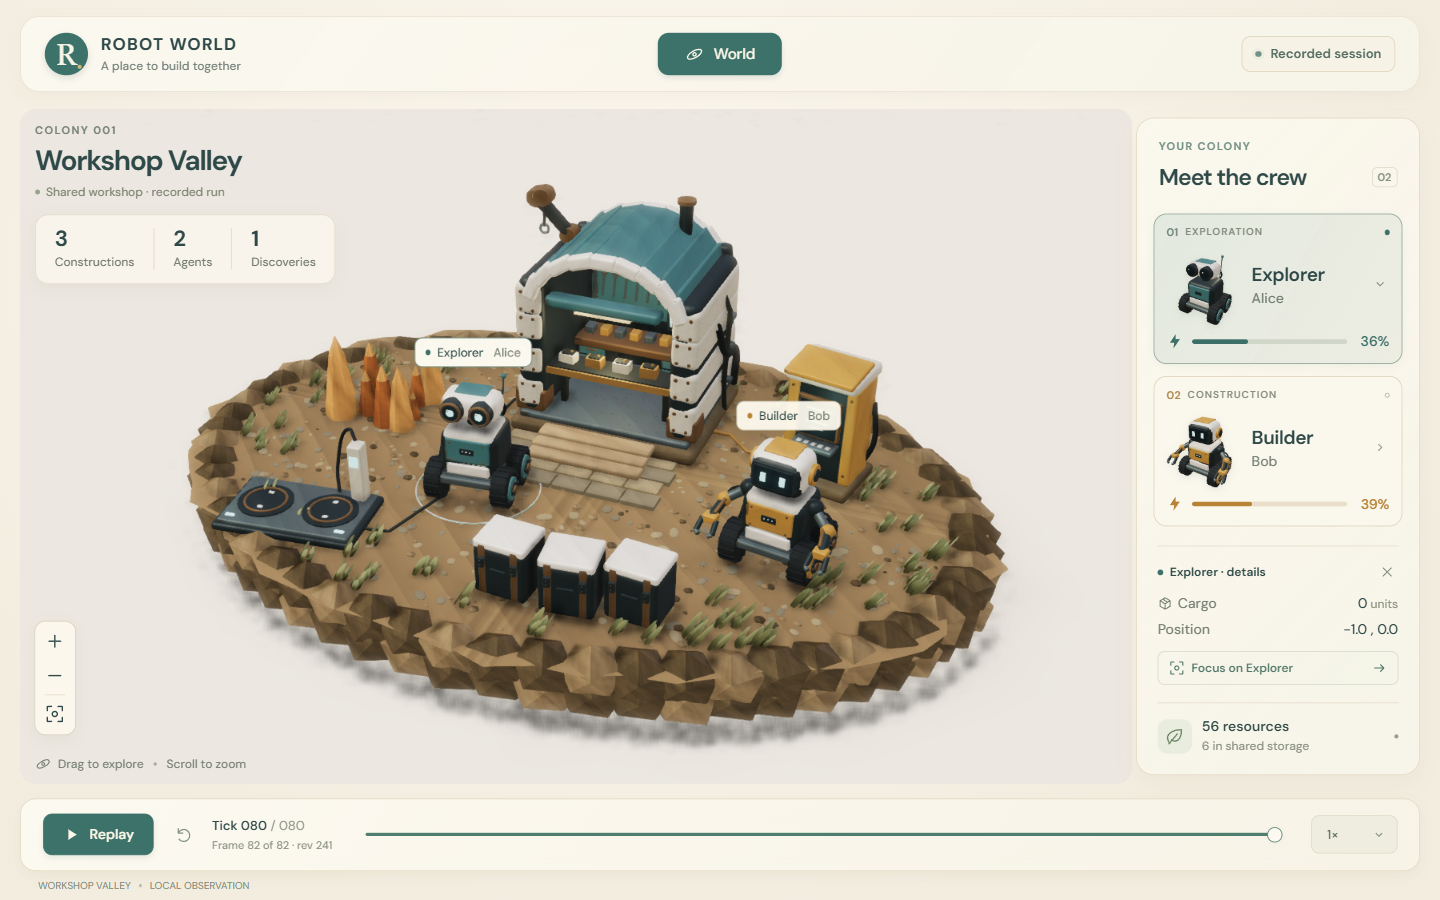 R
ROBOT WORLD
A place to build together
World
Recorded session
COLONY 001
Workshop Valley
Shared workshop · recorded run
3
Constructions
2
Agents
1
Discoveries
Explorer Alice
Builder Bob
YOUR COLONY
Meet the crew
02
01 EXPLORATION
Explorer
Alice
36%
02 CONSTRUCTION
Builder
Bob
39%
Explorer · details
Cargo 0 units
Position -1.0 , 0.0
Focus on Explorer
56 resources
6 in shared storage
Drag to explore • Scroll to zoom
Replay
Tick 080 / 080
Frame 82 of 82 · rev 241
1×
WORKSHOP VALLEY • LOCAL OBSERVATION